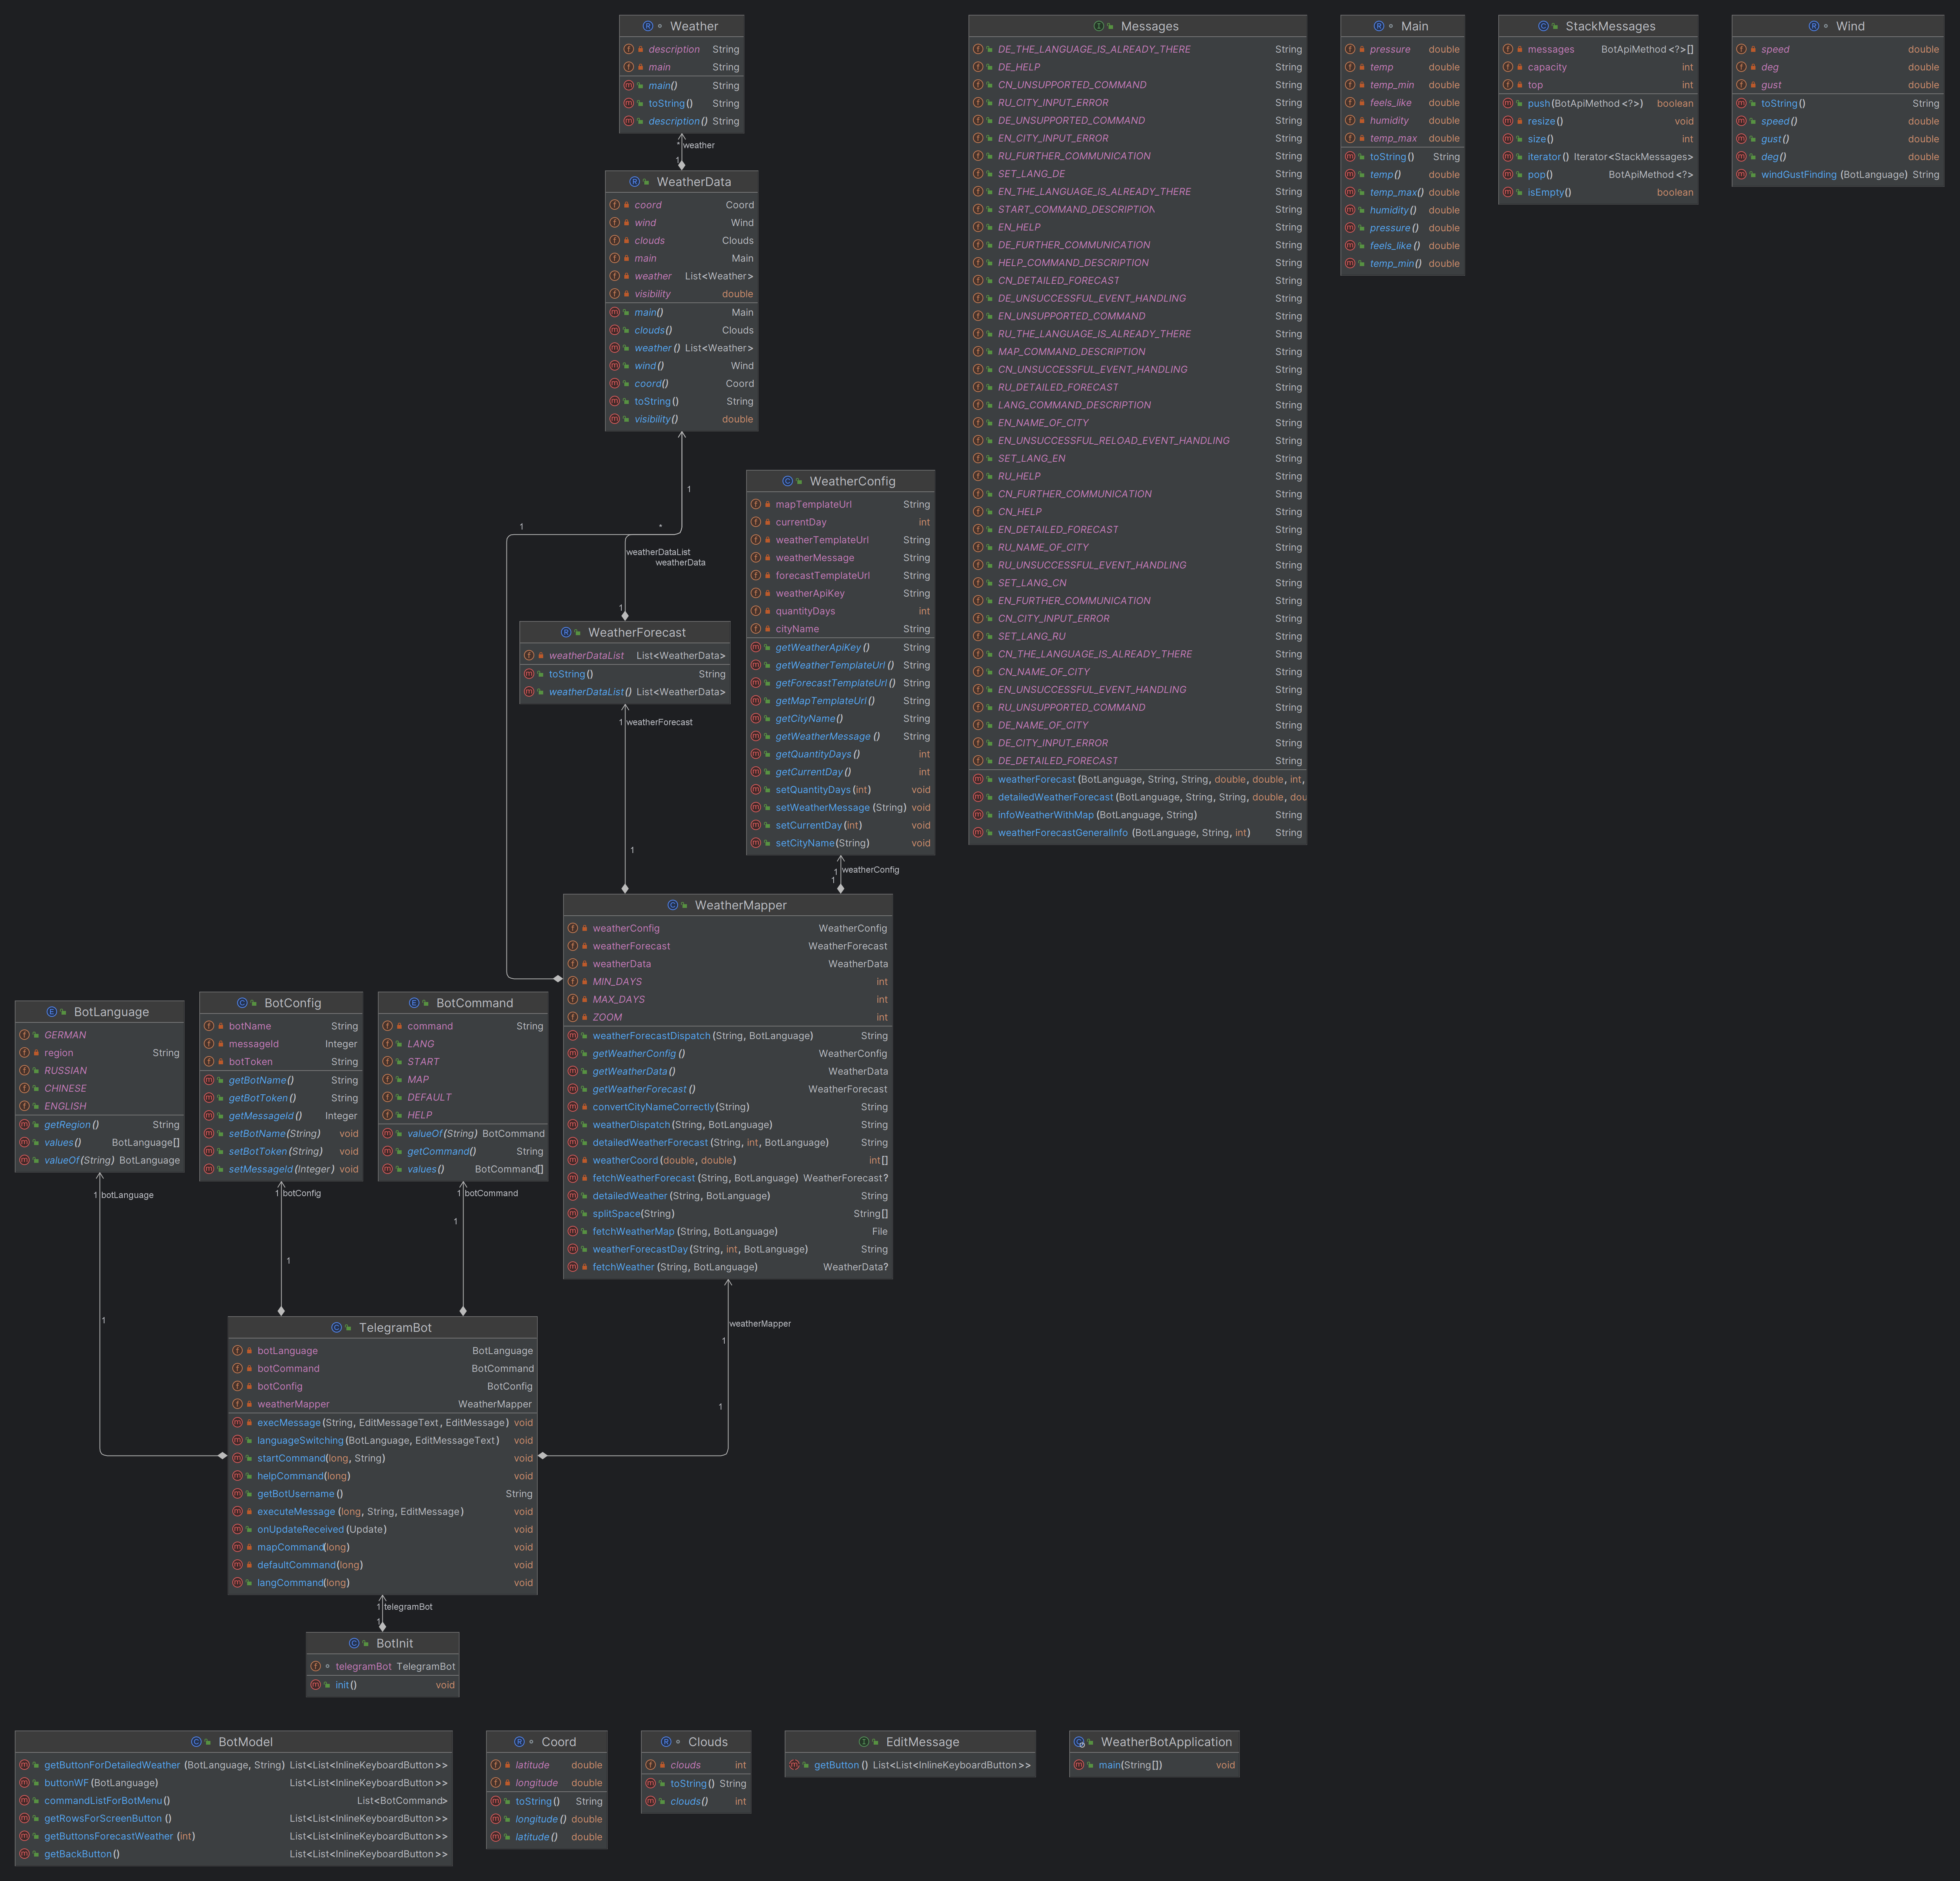 Weather
description String
main String
main() String
toString() String
description() String
* weather
1
WeatherData
coord Coord
wind Wind
clouds Clouds
main Main
weather List<Weather>
visibility double
main() Main
clouds() Clouds
weather() List<Weather>
wind() Wind
coord() Coord
toString() String
visibility() double
1
1 *
weatherDataList
weatherData
1
WeatherForecast
weatherDataList List<WeatherData>
toString() String
weatherDataList() List<WeatherData>
1 weatherForecast
1
WeatherConfig
mapTemplateUrl String
currentDay int
weatherTemplateUrl String
weatherMessage String
forecastTemplateUrl String
weatherApiKey String
quantityDays int
cityName String
getWeatherApiKey() String
getWeatherTemplateUrl() String
getForecastTemplateUrl() String
getMapTemplateUrl() String
getCityName() String
getWeatherMessage() String
getQuantityDays() int
getCurrentDay() int
setQuantityDays(int) void
setWeatherMessage(String) void
setCurrentDay(int) void
setCityName(String) void
1 weatherConfig
1
Messages
DE_THE_LANGUAGE_IS_ALREADY_THERE String
DE_HELP String
CN_UNSUPPORTED_COMMAND String
RU_CITY_INPUT_ERROR String
DE_UNSUPPORTED_COMMAND String
EN_CITY_INPUT_ERROR String
RU_FURTHER_COMMUNICATION String
SET_LANG_DE String
EN_THE_LANGUAGE_IS_ALREADY_THERE String
START_COMMAND_DESCRIPTION String
EN_HELP String
DE_FURTHER_COMMUNICATION String
HELP_COMMAND_DESCRIPTION String
CN_DETAILED_FORECAST String
DE_UNSUCCESSFUL_EVENT_HANDLING String
EN_UNSUPPORTED_COMMAND String
RU_THE_LANGUAGE_IS_ALREADY_THERE String
MAP_COMMAND_DESCRIPTION String
CN_UNSUCCESSFUL_EVENT_HANDLING String
RU_DETAILED_FORECAST String
LANG_COMMAND_DESCRIPTION String
EN_NAME_OF_CITY String
EN_UNSUCCESSFUL_RELOAD_EVENT_HANDLING String
SET_LANG_EN String
RU_HELP String
CN_FURTHER_COMMUNICATION String
CN_HELP String
EN_DETAILED_FORECAST String
RU_NAME_OF_CITY String
RU_UNSUCCESSFUL_EVENT_HANDLING String
SET_LANG_CN String
EN_FURTHER_COMMUNICATION String
CN_CITY_INPUT_ERROR String
SET_LANG_RU String
CN_THE_LANGUAGE_IS_ALREADY_THERE String
CN_NAME_OF_CITY String
EN_UNSUCCESSFUL_EVENT_HANDLING String
RU_UNSUPPORTED_COMMAND String
DE_NAME_OF_CITY String
DE_CITY_INPUT_ERROR String
DE_DETAILED_FORECAST String
weatherForecast(BotLanguage, String, String, double, double, int,
detailedWeatherForecast(BotLanguage, String, String, double, dou
infoWeatherWithMap(BotLanguage, String) String
weatherForecastGeneralInfo(BotLanguage, String, int) String
Main
pressure double
temp double
temp_min double
feels_like double
humidity double
temp_max double
toString() String
temp() double
temp_max() double
humidity() double
pressure() double
feels_like() double
temp_min() double
StackMessages
messages BotApiMethod<?>[]
capacity int
top int
push(BotApiMethod<?>) boolean
resize() void
size() int
iterator() Iterator<StackMessages>
pop() BotApiMethod<?>
isEmpty() boolean
Wind
speed double
deg double
gust double
toString() String
speed() double
gust() double
deg() double
windGustFinding(BotLanguage) String
WeatherMapper
weatherConfig WeatherConfig
weatherForecast WeatherForecast
weatherData WeatherData
MIN_DAYS int
MAX_DAYS int
ZOOM int
weatherForecastDispatch(String, BotLanguage) String
getWeatherConfig() WeatherConfig
getWeatherData() WeatherData
getWeatherForecast() WeatherForecast
convertCityNameCorrectly(String) String
weatherDispatch(String, BotLanguage) String
detailedWeatherForecast(String, int, BotLanguage) String
weatherCoord(double, double) int[]
fetchWeatherForecast(String, BotLanguage) WeatherForecast?
detailedWeather(String, BotLanguage) String
splitSpace(String) String[]
fetchWeatherMap(String, BotLanguage) File
weatherForecastDay(String, int, BotLanguage) String
fetchWeather(String, BotLanguage) WeatherData?
BotLanguage
GERMAN
region String
RUSSIAN
CHINESE
ENGLISH
getRegion() String
values() BotLanguage[]
valueOf(String) BotLanguage
1 botLanguage
1
BotConfig
botName String
messageId Integer
botToken String
getBotName() String
getBotToken() String
getMessageId() Integer
setBotName(String) void
setBotToken(String) void
setMessageId(Integer) void
1 botConfig
1
BotCommand
command String
LANG
START
MAP
DEFAULT
HELP
valueOf(String) BotCommand
getCommand() String
values() BotCommand[]
1 botCommand
1
weatherMapper
1
1
TelegramBot
botLanguage BotLanguage
botCommand BotCommand
botConfig BotConfig
weatherMapper WeatherMapper
execMessage(String, EditMessageText, EditMessage) void
languageSwitching(BotLanguage, EditMessageText) void
startCommand(long, String) void
helpCommand(long) void
getBotUsername() String
executeMessage(long, String, EditMessage) void
onUpdateReceived(Update) void
mapCommand(long) void
defaultCommand(long) void
langCommand(long) void
1 telegramBot
1
BotInit
telegramBot TelegramBot
init() void
BotModel
getButtonForDetailedWeather(BotLanguage, String) List<List<InlineKeyboardButton>>
buttonWF(BotLanguage) List<List<InlineKeyboardButton>>
commandListForBotMenu() List<BotCommand>
getRowsForScreenButton() List<List<InlineKeyboardButton>>
getButtonsForecastWeather(int) List<List<InlineKeyboardButton>>
getBackButton() List<List<InlineKeyboardButton>>
Coord
latitude double
longitude double
toString() String
longitude() double
latitude() double
Clouds
clouds int
toString() String
clouds() int
EditMessage
getButton() List<List<InlineKeyboardButton>>
WeatherBotApplication
main(String[]) void